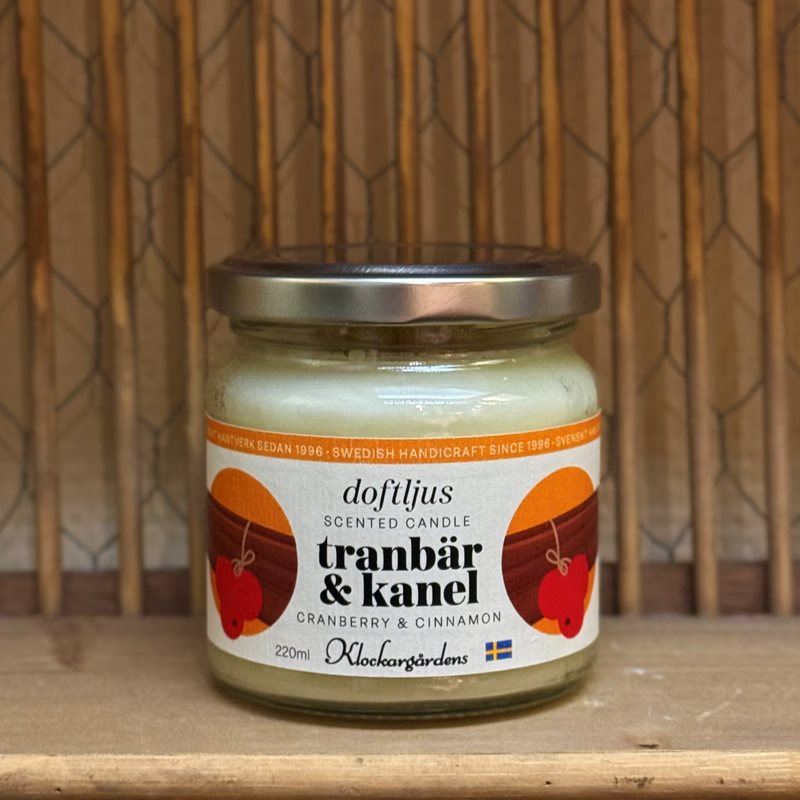 HANTVERK SEDAN 1996 - SWEDISH HANDICRAFT SINCE 1996 - SVENSKT
doftljus
SCENTED CANDLE
tranbär
& kanel
CRANBERRY & CINNAMON
220ml Klockargårdens